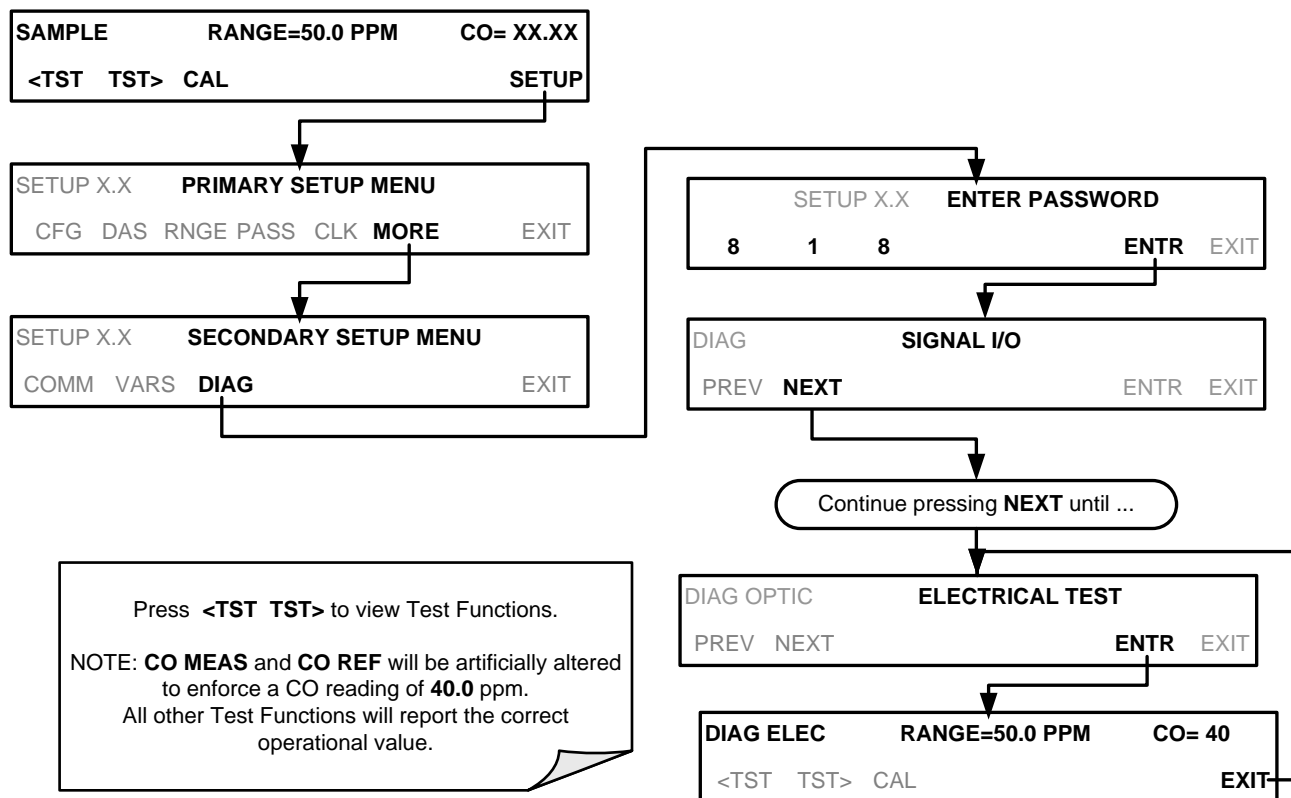 SAMPLE RANGE=50.0 PPM CO= XX.XX
<TST TST> CAL SETUP
SETUP X.X PRIMARY SETUP MENU
CFG DAS RNGE PASS CLK MORE EXIT
SETUP X.X SECONDARY SETUP MENU
COMM VARS DIAG EXIT
SETUP X.X ENTER PASSWORD
8 1 8 ENTR EXIT
DIAG SIGNAL I/O
PREV NEXT ENTR EXIT
Continue pressing NEXT until ...
DIAG OPTIC ELECTRICAL TEST
PREV NEXT ENTR EXIT
DIAG ELEC RANGE=50.0 PPM CO= 40
<TST TST> CAL EXIT
Press <TST TST> to view Test Functions.
NOTE: CO MEAS and CO REF will be artificially altered
to enforce a CO reading of 40.0 ppm.
All other Test Functions will report the correct
operational value.